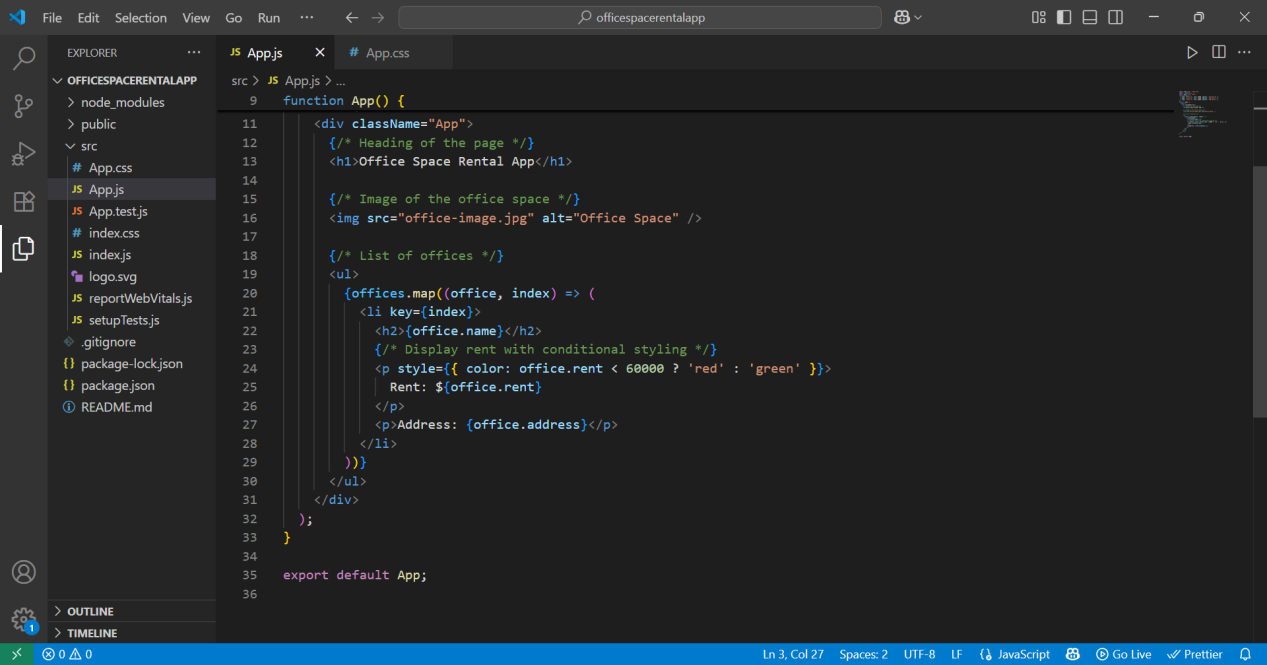 File Edit Selection View Go Run ··· officespacerentalapp
EXPLORER ···
OFFICESPACERENTALAPP
node_modules
public
src
# App.css
JS App.js
JS App.test.js
# index.css
JS index.js
logo.svg
JS reportWebVitals.js
JS setupTests.js
.gitignore
{} package-lock.json
{} package.json
README.md
OUTLINE
TIMELINE
JS App.js # App.css
src > JS App.js > ...
9 function App() {
11 <div className="App">
12 {/* Heading of the page */}
13 <h1>Office Space Rental App</h1>
14
15 {/* Image of the office space */}
16 <img src="office-image.jpg" alt="Office Space" />
17
18 {/* List of offices */}
19 <ul>
20 {offices.map((office, index) => (
21 <li key={index}>
22 <h2>{office.name}</h2>
23 {/* Display rent with conditional styling */}
24 <p style={{ color: office.rent < 60000 ? 'red' : 'green' }}>
25 Rent: ${office.rent}
26 </p>
27 <p>Address: {office.address}</p>
28 </li>
29 ))}
30 </ul>
31 </div>
32 );
33 }
34
35 export default App;
36
1
0 0 Ln 3, Col 27 Spaces: 2 UTF-8 LF {} JavaScript Go Live Prettier